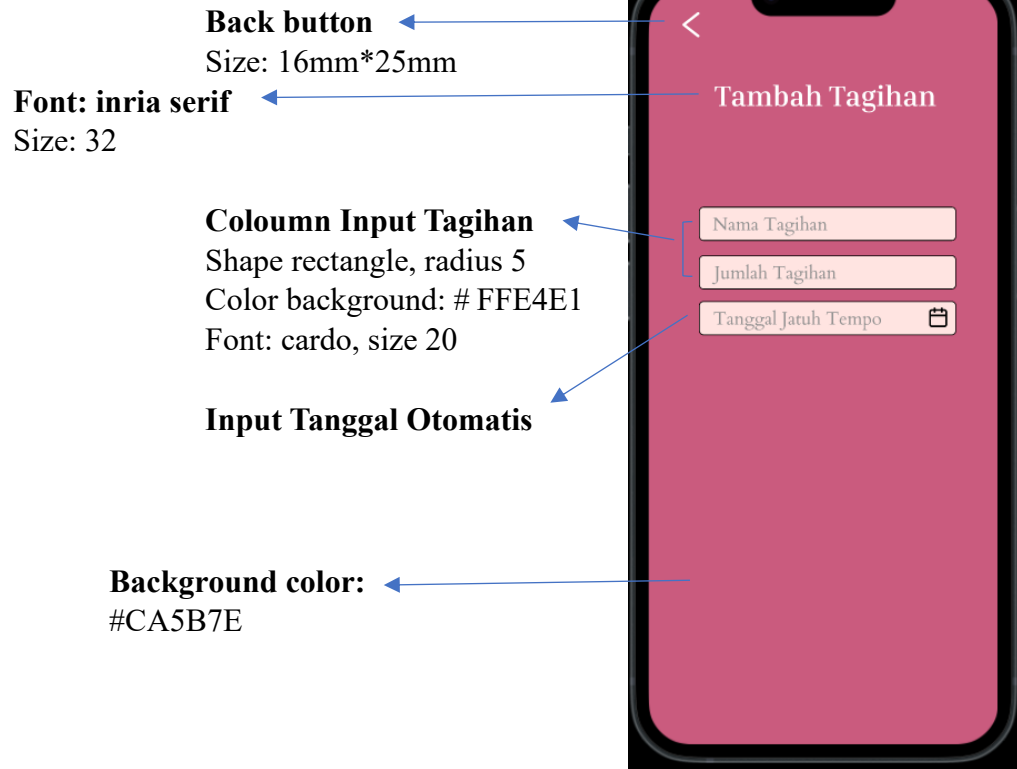 Back button
Size: 16mm*25mm
Font: inria serif
Size: 32
Tambah Tagihan
Coloumn Input Tagihan
Shape rectangle, radius 5
Color background: # FFE4E1
Font: cardo, size 20
Nama Tagihan
Jumlah Tagihan
Tanggal Jatuh Tempo
Input Tanggal Otomatis
Background color:
#CA5B7E